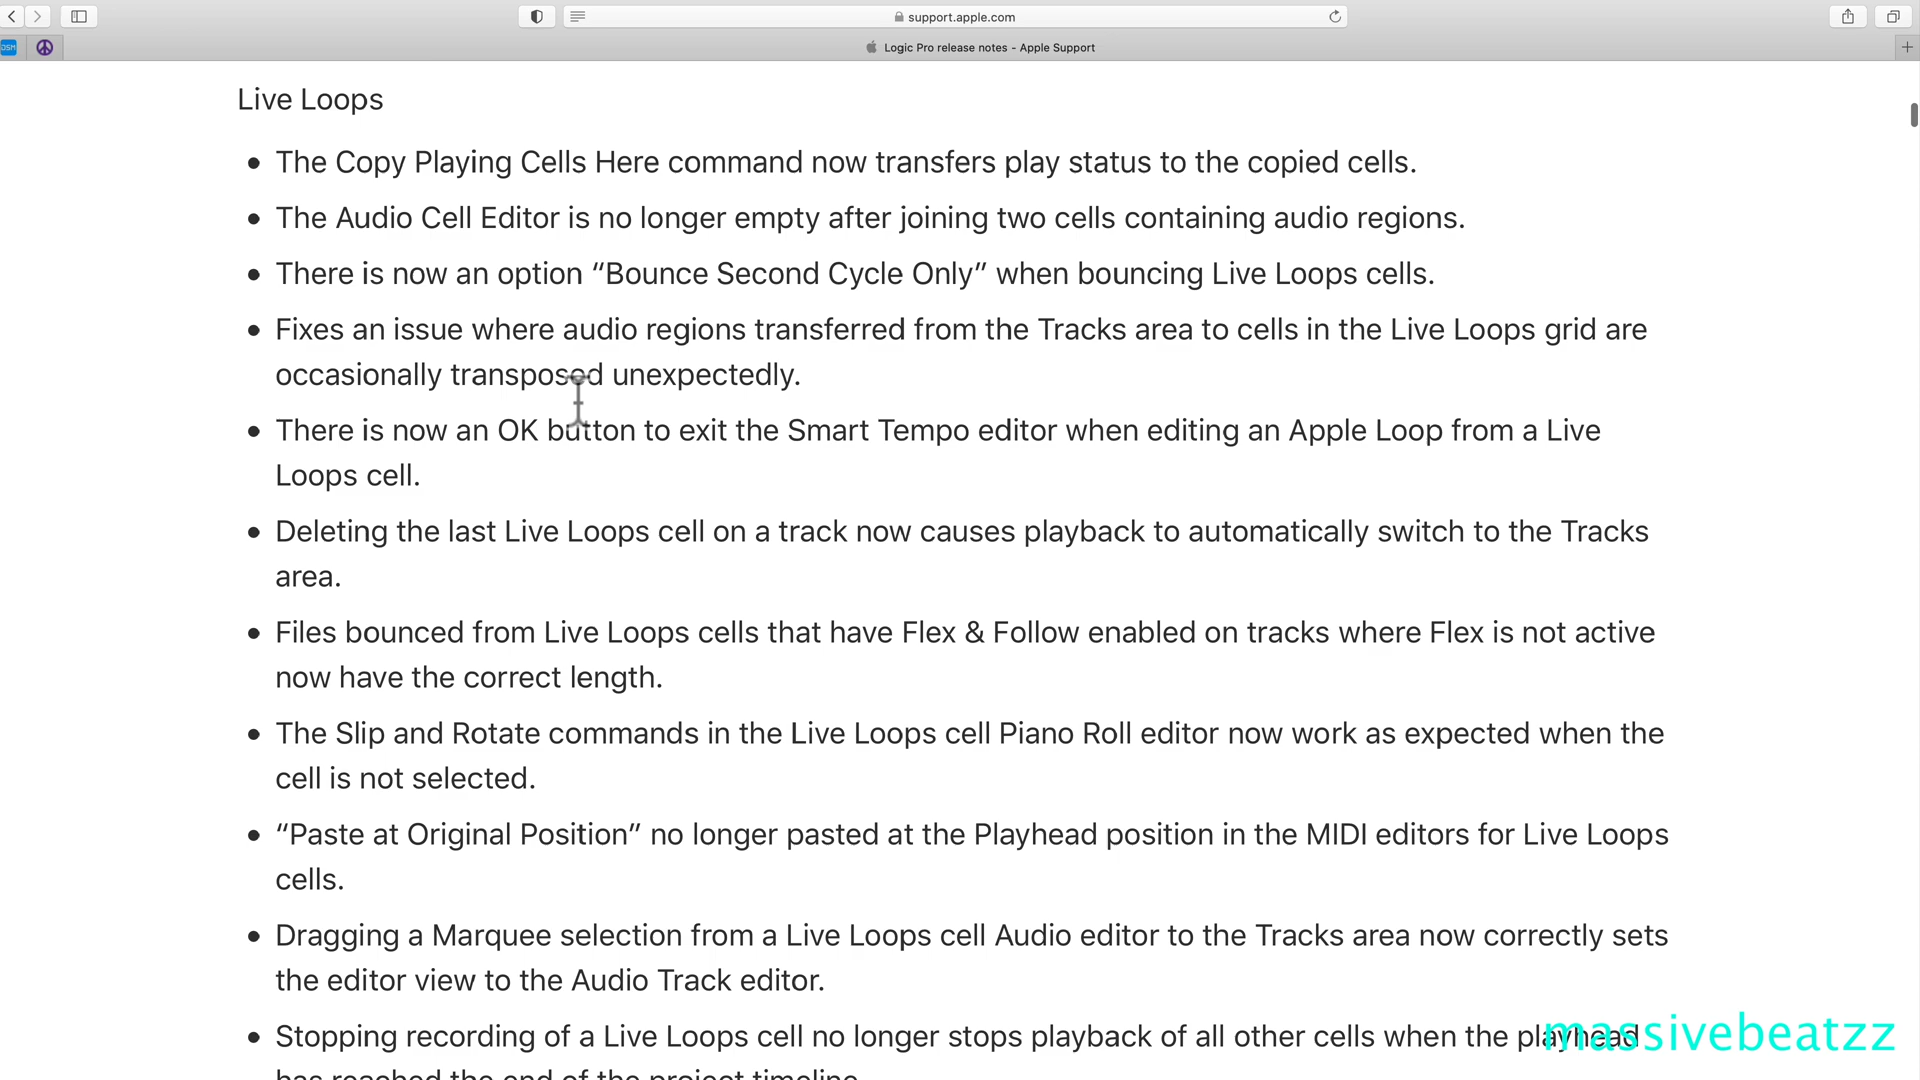 support.apple.com
DSM
Logic Pro release notes - Apple Support
Live Loops
The Copy Playing Cells Here command now transfers play status to the copied cells.
The Audio Cell Editor is no longer empty after joining two cells containing audio regions.
There is now an option “Bounce Second Cycle Only” when bouncing Live Loops cells.
Fixes an issue where audio regions transferred from the Tracks area to cells in the Live Loops grid are
occasionally transposed unexpectedly.
There is now an OK button to exit the Smart Tempo editor when editing an Apple Loop from a Live
Loops cell.
Deleting the last Live Loops cell on a track now causes playback to automatically switch to the Tracks
area.
Files bounced from Live Loops cells that have Flex & Follow enabled on tracks where Flex is not active
now have the correct length.
The Slip and Rotate commands in the Live Loops cell Piano Roll editor now work as expected when the
cell is not selected.
“Paste at Original Position” no longer pasted at the Playhead position in the MIDI editors for Live Loops
cells.
Dragging a Marquee selection from a Live Loops cell Audio editor to the Tracks area now correctly sets
the editor view to the Audio Track editor.
Stopping recording of a Live Loops cell no longer stops playback of all other cells when the playhead
has reached the end of the project timeline.
massivebeatzz